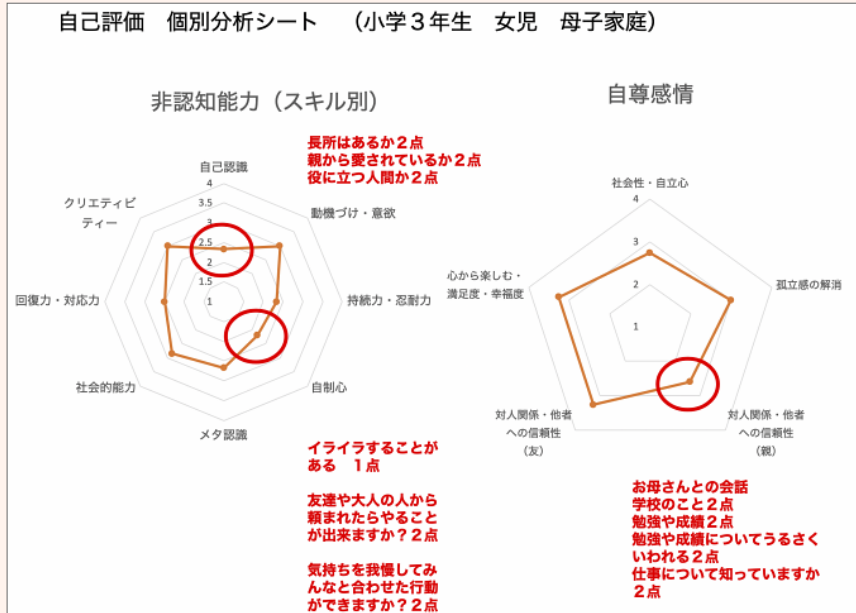 自己評価　個別分析シート　（小学３年生　女児　母子家庭）
非認知能力（スキル別）
長所はあるか２点
親から愛されているか２点
役に立つ人間か２点
自己認識
4
3.5
3
2.5
2
1.5
1
動機づけ・意欲
持続力・忍耐力
自制心
メタ認識
社会的能力
回復力・対応力
クリエティビ
ティー
イライラすることが
ある　１点
友達や大人の人から
頼まれたらやること
が出来ますか？２点
気持ちを我慢してみ
んなと合わせた行動
ができますか？２点
自尊感情
社会性・自立心
4
3
2
1
孤立感の解消
対人関係・他者
への信頼性
（親）
対人関係・他者
への信頼性
（友）
心から楽しむ・
満足度・幸福度
お母さんとの会話
学校のこと２点
勉強や成績２点
勉強や成績についてうるさく
いわれる２点
仕事について知っていますか
２点